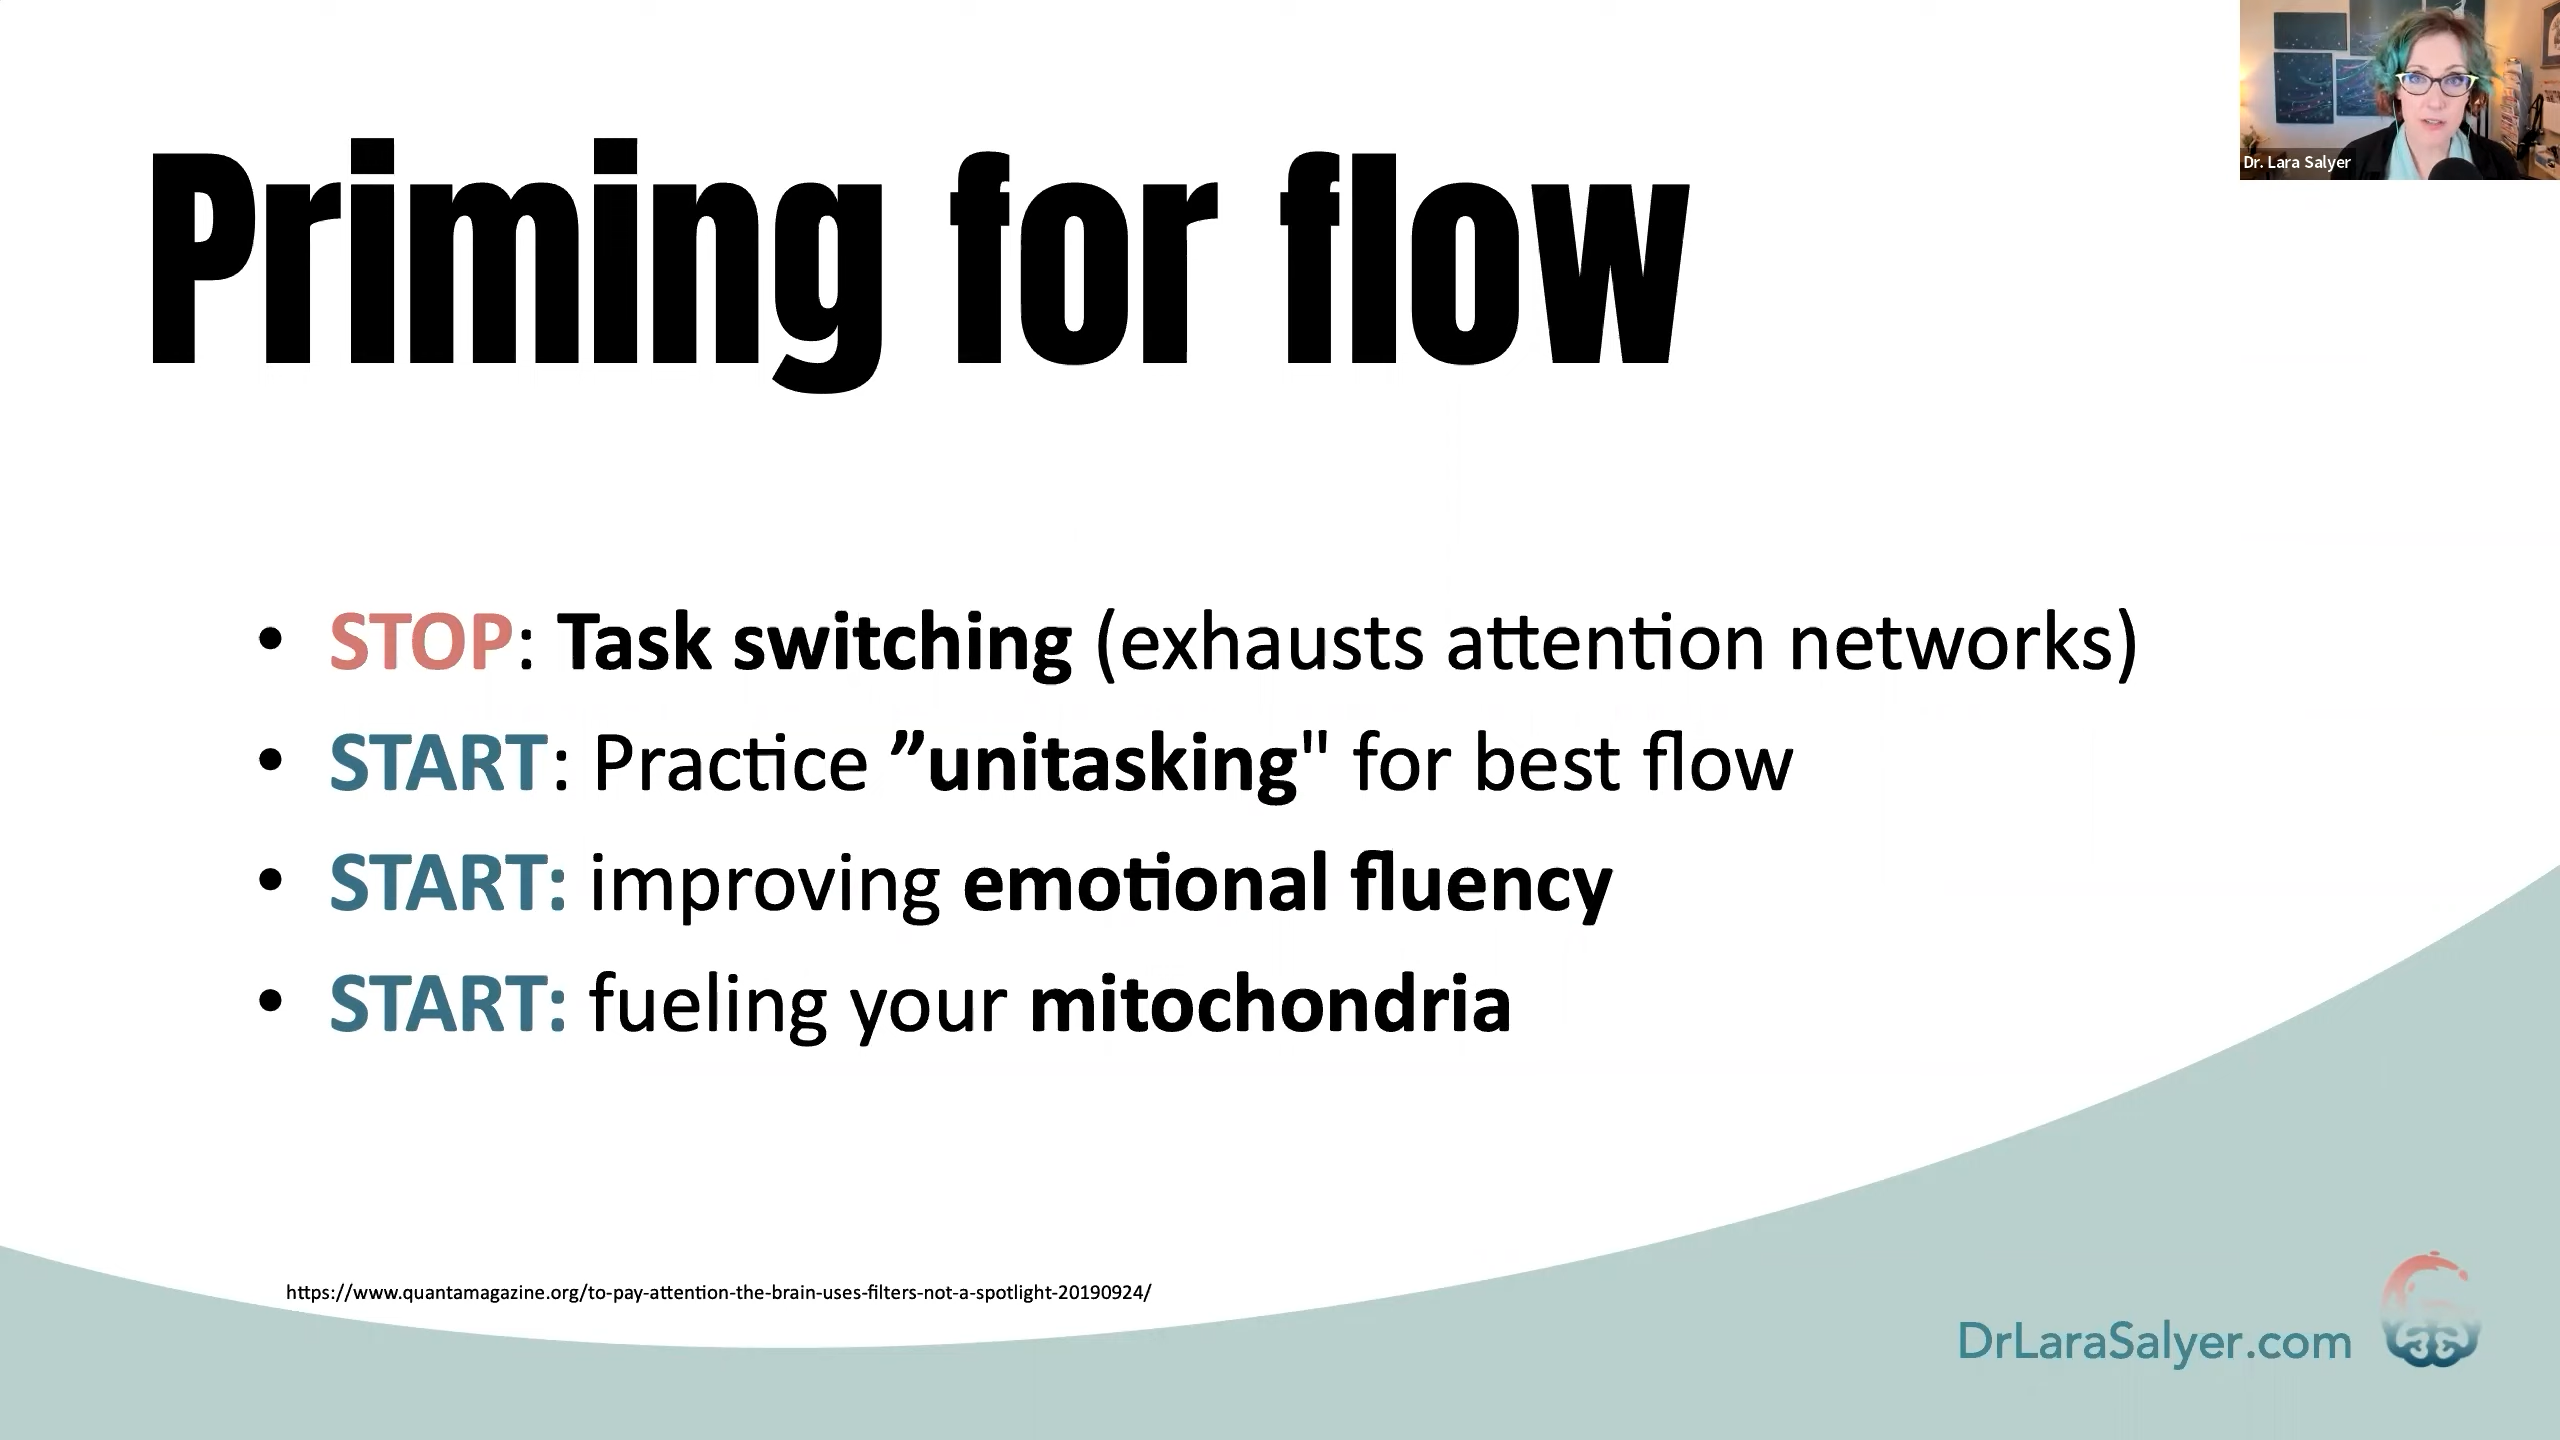 Dr. Lara Salyer
Priming for flow
• STOP: Task switching (exhausts attention networks)
• START: Practice ”unitasking" for best flow
• START: improving emotional fluency
• START: fueling your mitochondria
https://www.quantamagazine.org/to-pay-attention-the-brain-uses-filters-not-a-spotlight-20190924/
DrLaraSalyer.com